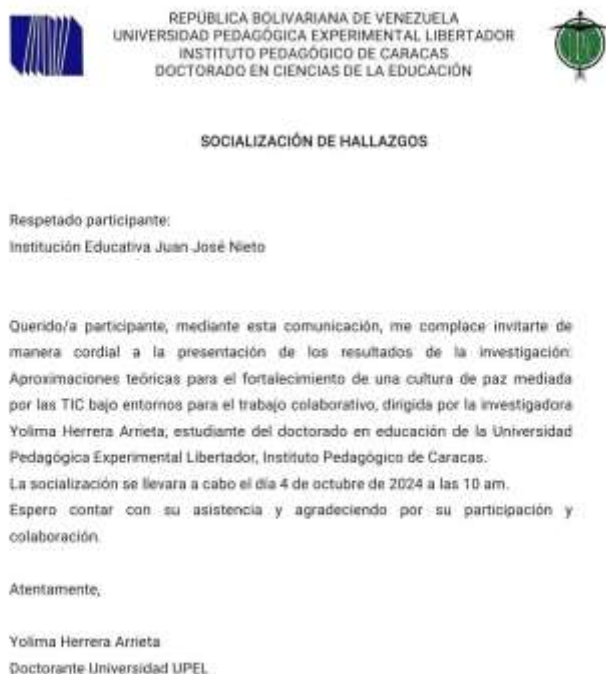 REPÚBLICA BOLIVARIANA DE VENEZUELA
UNIVERSIDAD PEDAGÓGICA EXPERIMENTAL LIBERTADOR
INSTITUTO PEDAGÓGICO DE CARACAS
DOCTORADO EN CIENCIAS DE LA EDUCACIÓN
SOCIALIZACIÓN DE HALLAZGOS
Respetado participante:
Institución Educativa Juan José Nieto
Querido/a participante, mediante esta comunicación, me complace invitarte de
manera cordial a la presentación de los resultados de la investigación:
Aproximaciones teóricas para el fortalecimiento de una cultura de paz mediada
por las TIC bajo entornos para el trabajo colaborativo, dirigida por la investigadora
Yolima Herrera Arrieta, estudiante del doctorado en educación de la Universidad
Pedagógica Experimental Libertador, Instituto Pedagógico de Caracas.
La socialización se llevara a cabo el día 4 de octubre de 2024 a las 10 am.
Espero contar con su asistencia y agradeciendo por su participación y
colaboración.
Atentamente,
Yolima Herrera Arrieta
Doctorante Universidad UPEL